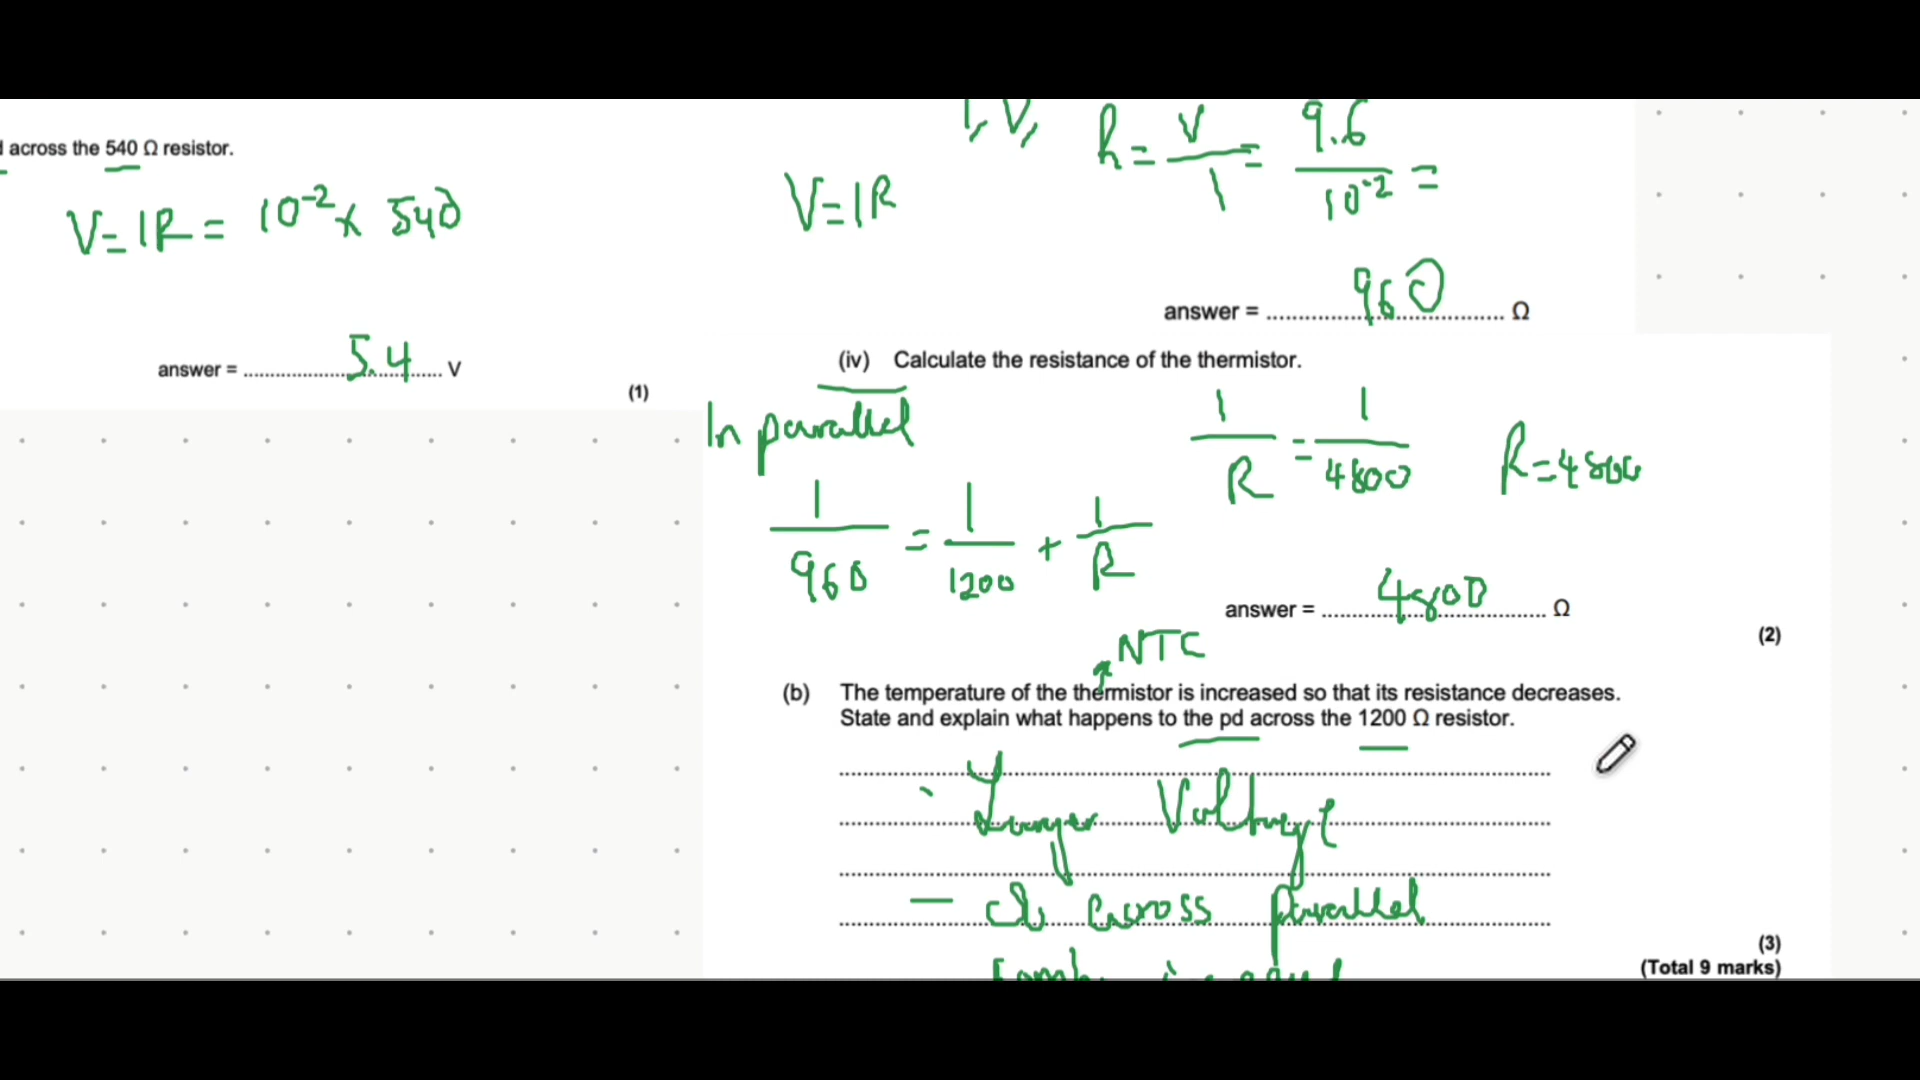 across the 540 Ω resistor.
V=IR = 10⁻² x 540
answer = .................... 5.4 ........... V
(1)
I, V, R = V/I = 9.6/10⁻² =
V=IR
answer = ............ 960 ............ Ω
(iv) Calculate the resistance of the thermistor.
In parallel
1/R = 1/4800 R=4800
1/960 = 1/1200 + 1/R
answer = ........ 4800 ........ Ω
(2)
NTC
(b) The temperature of the thermistor is increased so that its resistance decreases.
State and explain what happens to the pd across the 1200 Ω resistor.
Voltage
- across parallel
(3)
(Total 9 marks)